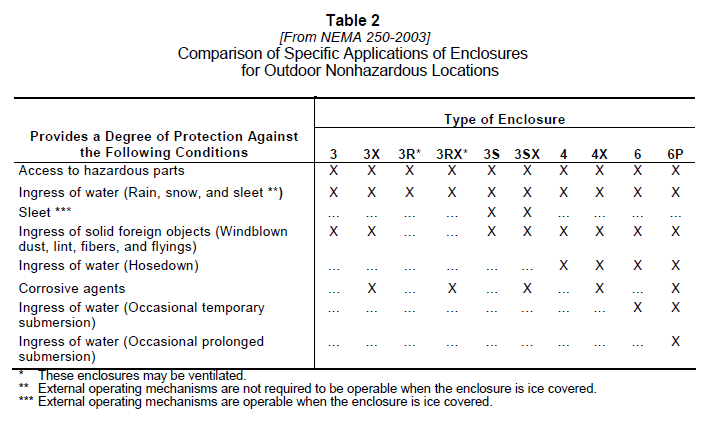 Table 2
[From NEMA 250-2003]
Comparison of Specific Applications of Enclosures
for Outdoor Nonhazardous Locations
Type of Enclosure
Provides a Degree of Protection Against
the Following Conditions 3 3X 3R* 3RX* 3S 3SX 4 4X 6 6P
Access to hazardous parts X X X X X X X X X X
Ingress of water (Rain, snow, and sleet **) X X X X X X X X X X
Sleet *** ... ... ... ... X X ... ... ... ...
Ingress of solid foreign objects (Windblown X X ... ... X X X X X X
dust, lint, fibers, and flyings)
Ingress of water (Hosedown) ... ... ... ... ... ... X X X X
Corrosive agents ... X ... X ... X ... X ... X
Ingress of water (Occasional temporary ... ... ... ... ... ... ... ... X X
submersion)
Ingress of water (Occasional prolonged ... ... ... ... ... ... ... ... ... X
submersion)
* These enclosures may be ventilated.
** External operating mechanisms are not required to be operable when the enclosure is ice covered.
*** External operating mechanisms are operable when the enclosure is ice covered.